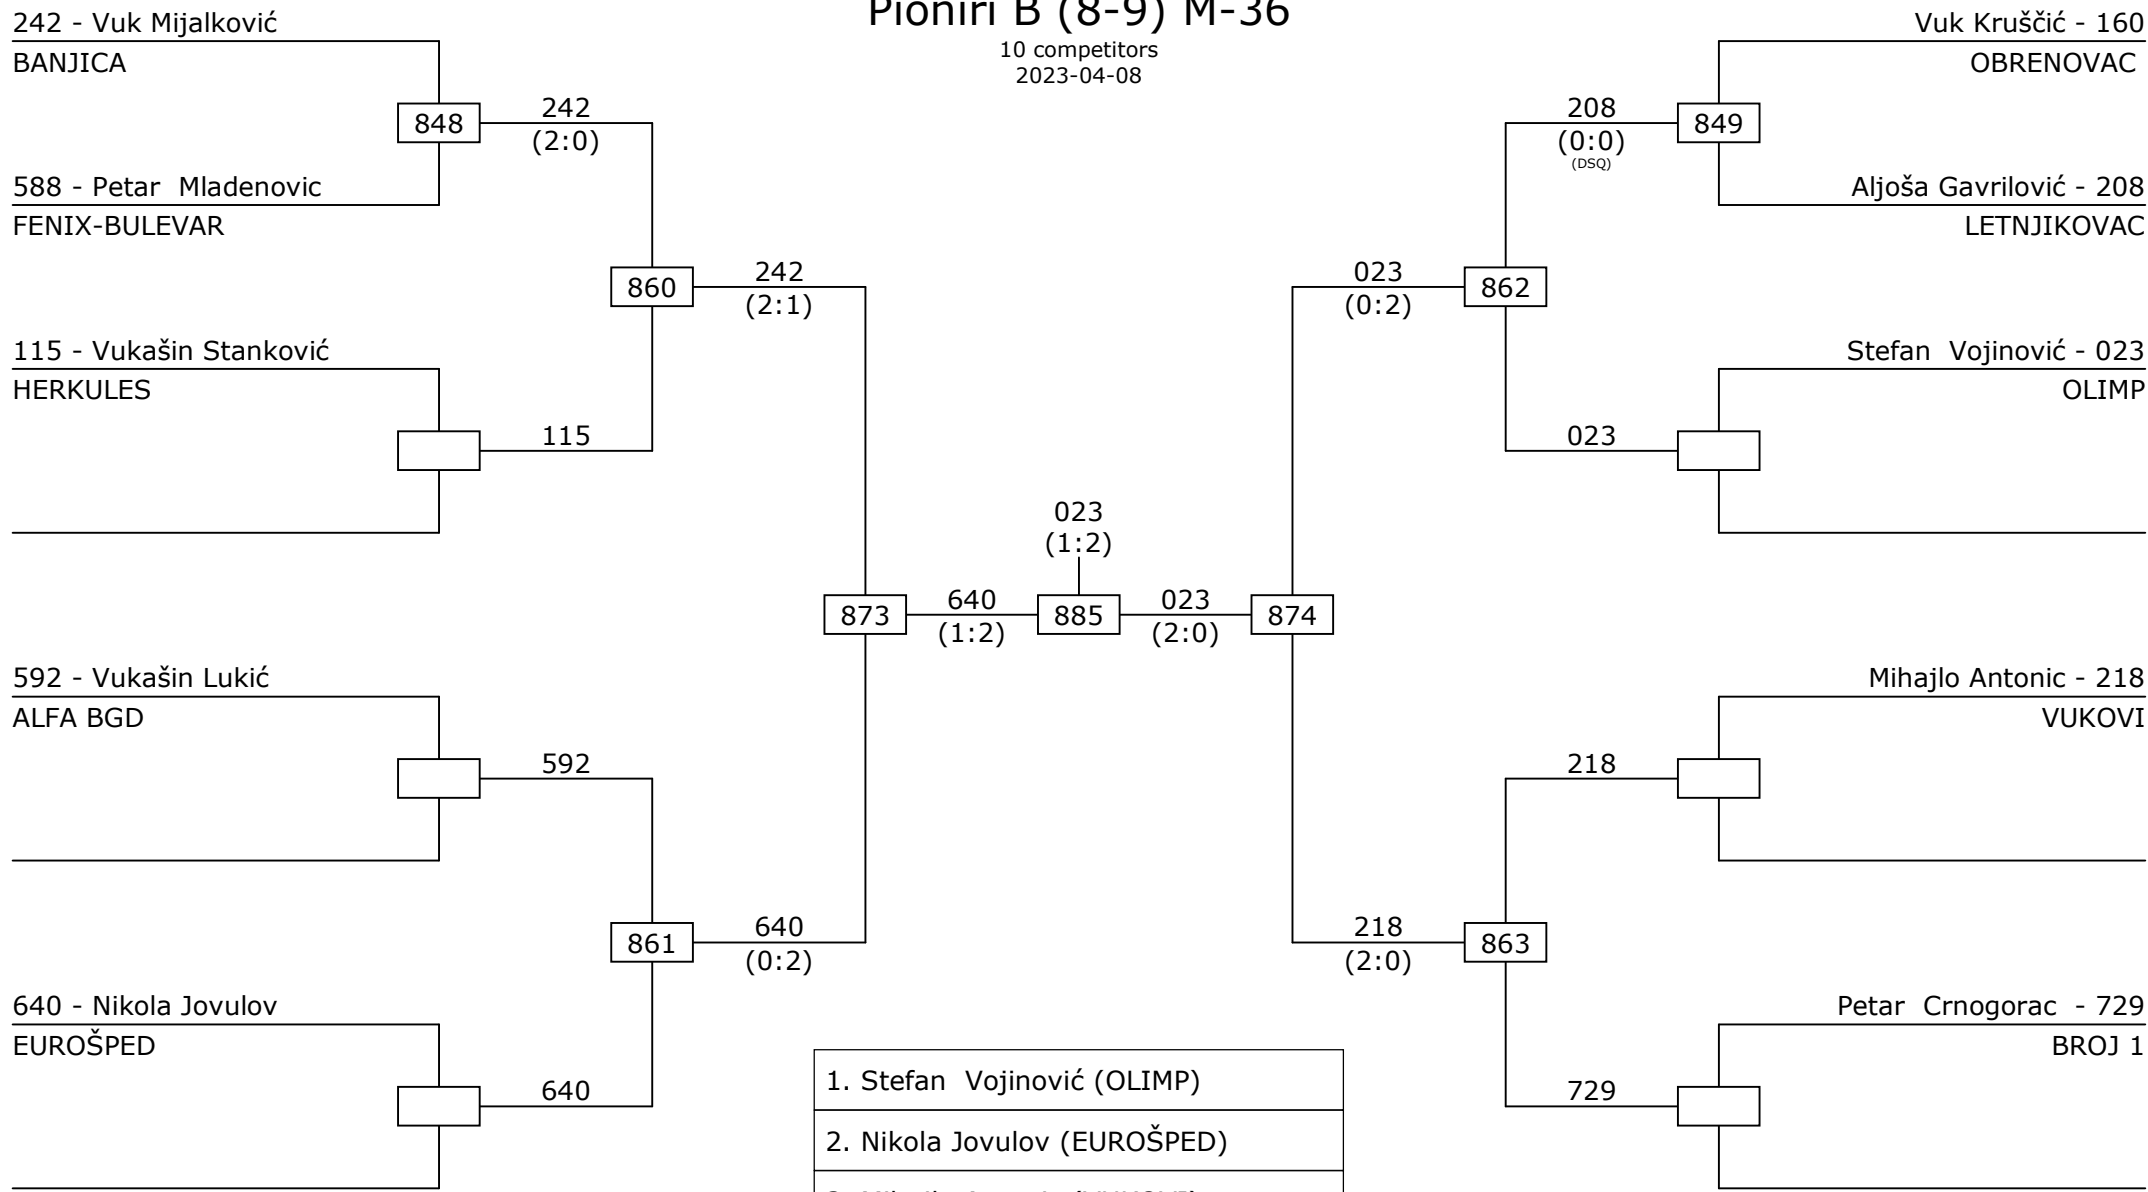 Pioniri B (8-9) M-36
10 competitors
2023-04-08
242 - Vuk Mijalković
BANJICA
848
242
(2:0)
588 - Petar  Mladenovic
FENIX-BULEVAR
860
242
(2:1)
115 - Vukašin Stanković
HERKULES
115
873
640
(1:2)
592 - Vukašin Lukić
ALFA BGD
592
861
640
(0:2)
640 - Nikola Jovulov
EUROŠPED
640
023
(1:2)
885
Vuk Kruščić - 160
OBRENOVAC
208
(0:0)
(DSQ)
849
Aljoša Gavrilović - 208
LETNJIKOVAC
023
(0:2)
862
Stefan  Vojinović - 023
OLIMP
023
023
(2:0)
874
Mihajlo Antonic - 218
VUKOVI
218
218
(2:0)
863
Petar  Crnogorac  - 729
BROJ 1
729
1. Stefan  Vojinović (OLIMP)
2. Nikola Jovulov (EUROŠPED)